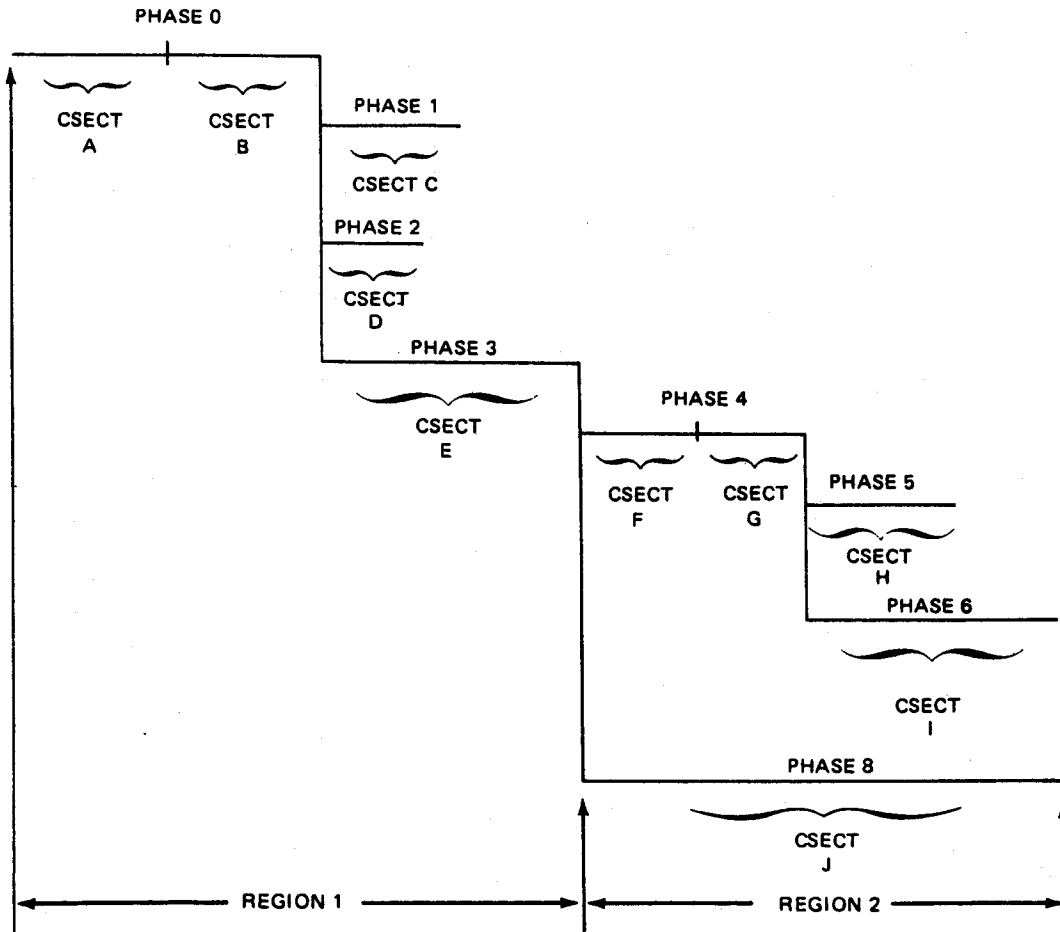 PHASE 0
CSECT
A
CSECT
B
PHASE 1
CSECT C
PHASE 2
CSECT
D
PHASE 3
CSECT
E
PHASE 4
CSECT
F
CSECT
G
PHASE 5
CSECT
H
PHASE 6
CSECT
I
PHASE 8
CSECT
J
REGION 1
REGION 2